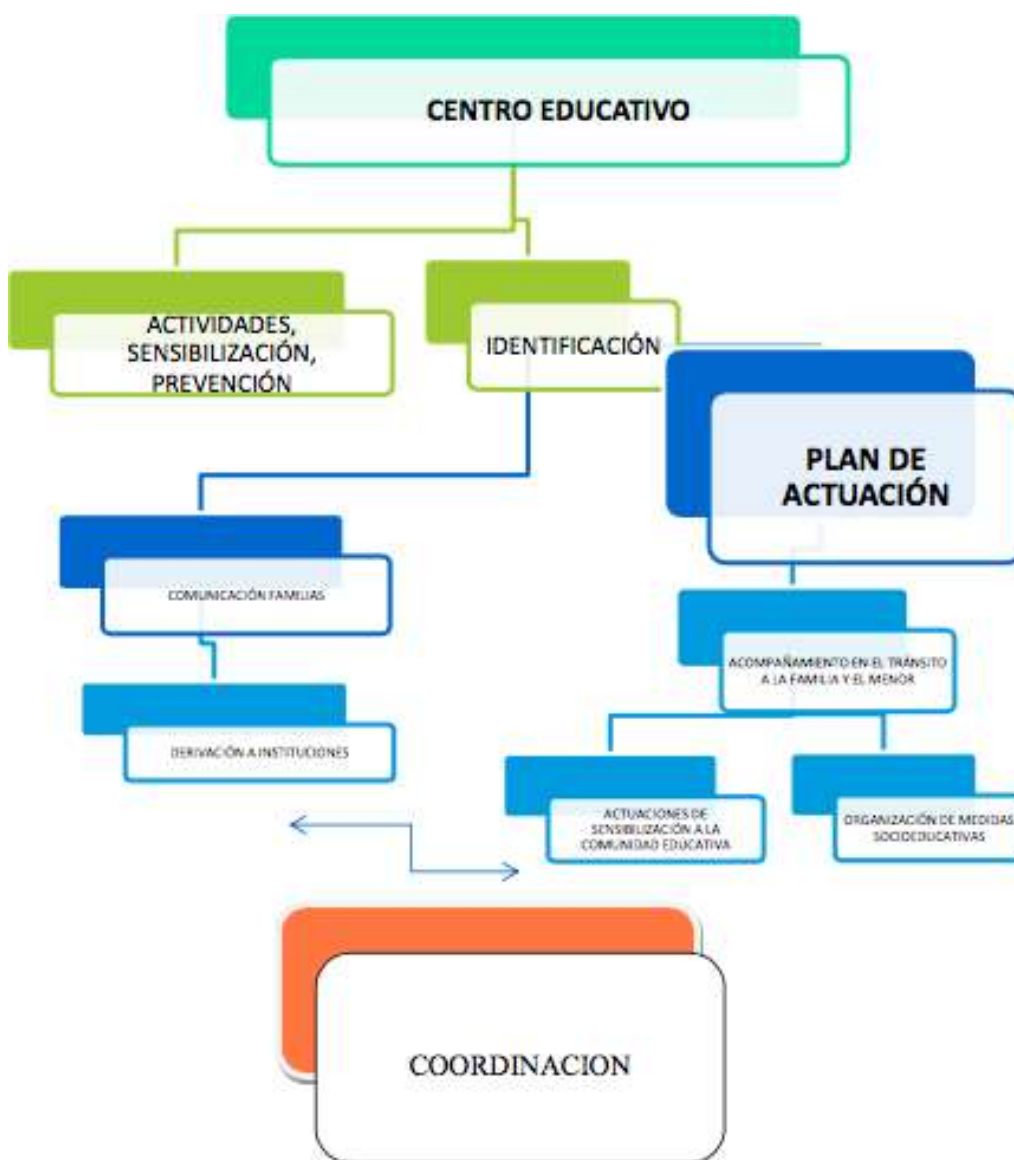 CENTRO EDUCATIVO
ACTIVIDADES,
SENSIBILIZACIÓN,
PREVENCIÓN
IDENTIFICACIÓN
PLAN DE
ACTUACIÓN
COMUNICACIÓN FAMILIAS
ACOMPAÑAMIENTO EN EL TRÁNSITO
A LA FAMILIA Y EL MENOR
DERIVACIÓN A INSTITUCIONES
ACTUACIONES DE
SENSIBILIZACIÓN A LA
COMUNIDAD EDUCATIVA
ORGANIZACIÓN DE MEDIDAS
SOCIOEDUCATIVAS
COORDINACION